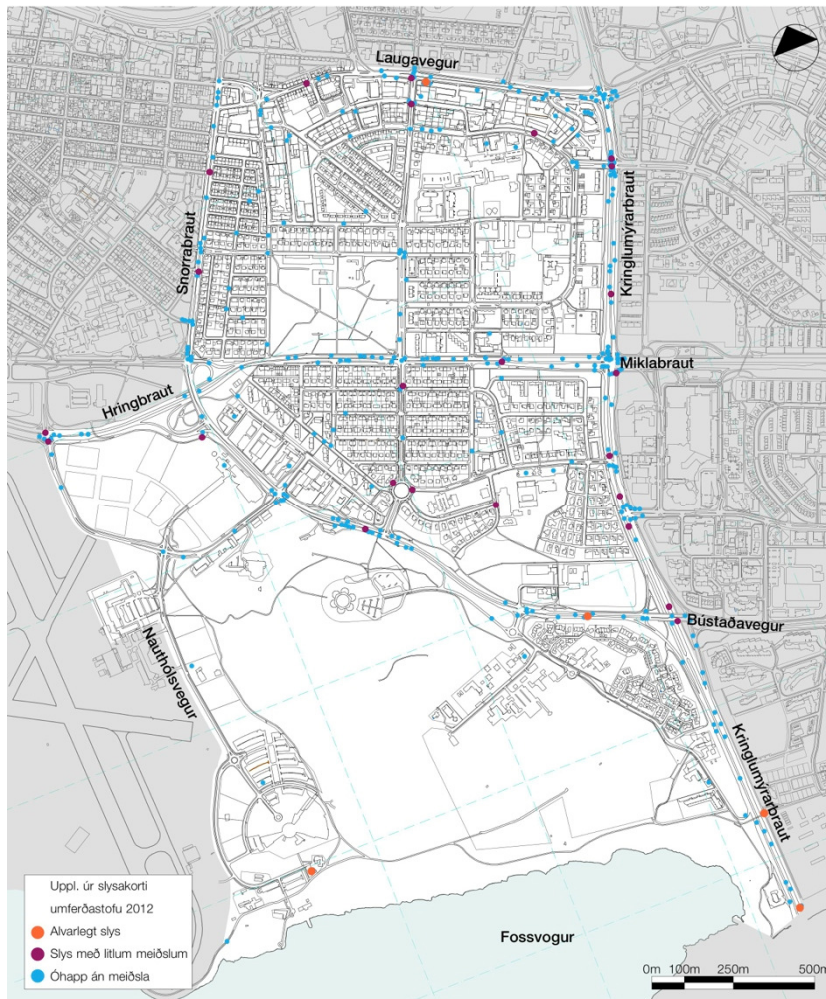 Laugavegur
Snorrabraut
Kringlumýrarbraut
Miklabraut
Hringbraut
Bústaðavegur
Nauthólsvegur
Kringlumýrarbraut
Uppl. úr slysakorti
umferðastofu 2012
Alvarlegt slys
Slys með litlum meiðslum
Óhapp án meiðsla
Fossvogur
0m 100m 250m 500m